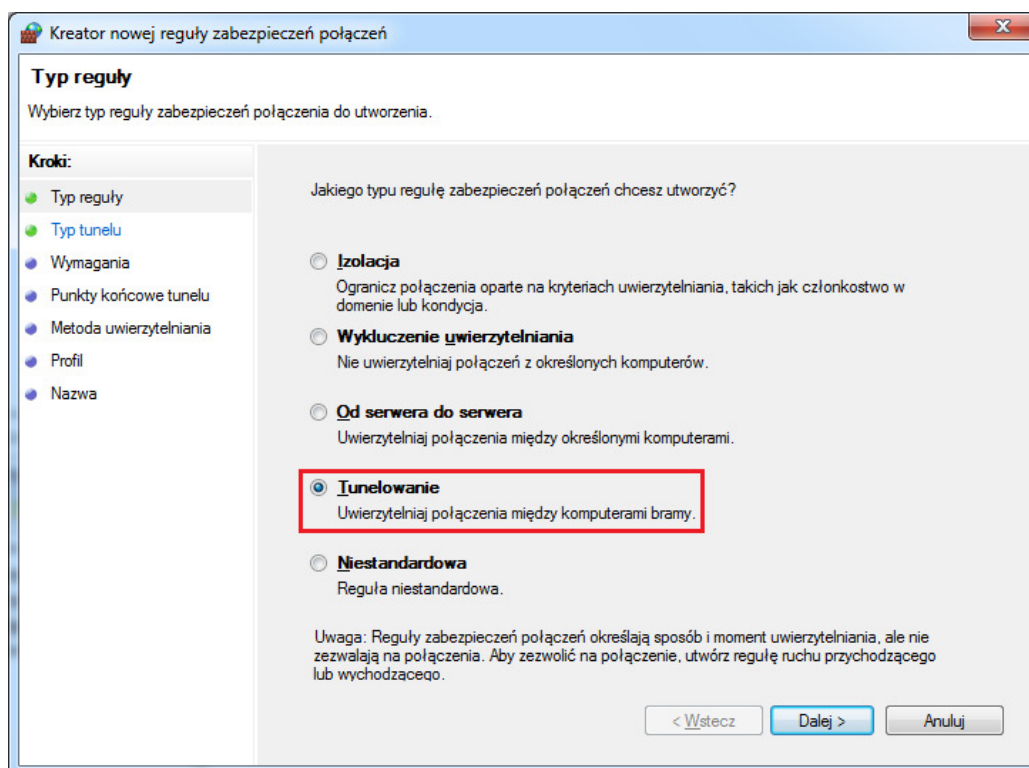 Kreator nowej reguły zabezpieczeń połączeń
Typ reguły
Wybierz typ reguły zabezpieczeń połączenia do utworzenia.
Kroki:
Typ reguły
Typ tunelu
Wymagania
Punkty końcowe tunelu
Metoda uwierzytelniania
Profil
Nazwa
Jakiego typu regułę zabezpieczeń połączeń chcesz utworzyć?
Izolacja
Ogranicz połączenia oparte na kryteriach uwierzytelniania, takich jak członkostwo w
domenie lub kondycja.
Wykluczenie uwierzytelniania
Nie uwierzytelniaj połączeń z określonych komputerów.
Od serwera do serwera
Uwierzytelniaj połączenia między określonymi komputerami.
Tunelowanie
Uwierzytelniaj połączenia między komputerami bramy.
Niestandardowa
Reguła niestandardowa.
Uwaga: Reguły zabezpieczeń połączeń określają sposób i moment uwierzytelniania, ale nie
zezwalają na połączenia. Aby zezwolić na połączenie, utwórz regułę ruchu przychodzącego
lub wychodzącego.
< Wstecz
Dalej >
Anuluj